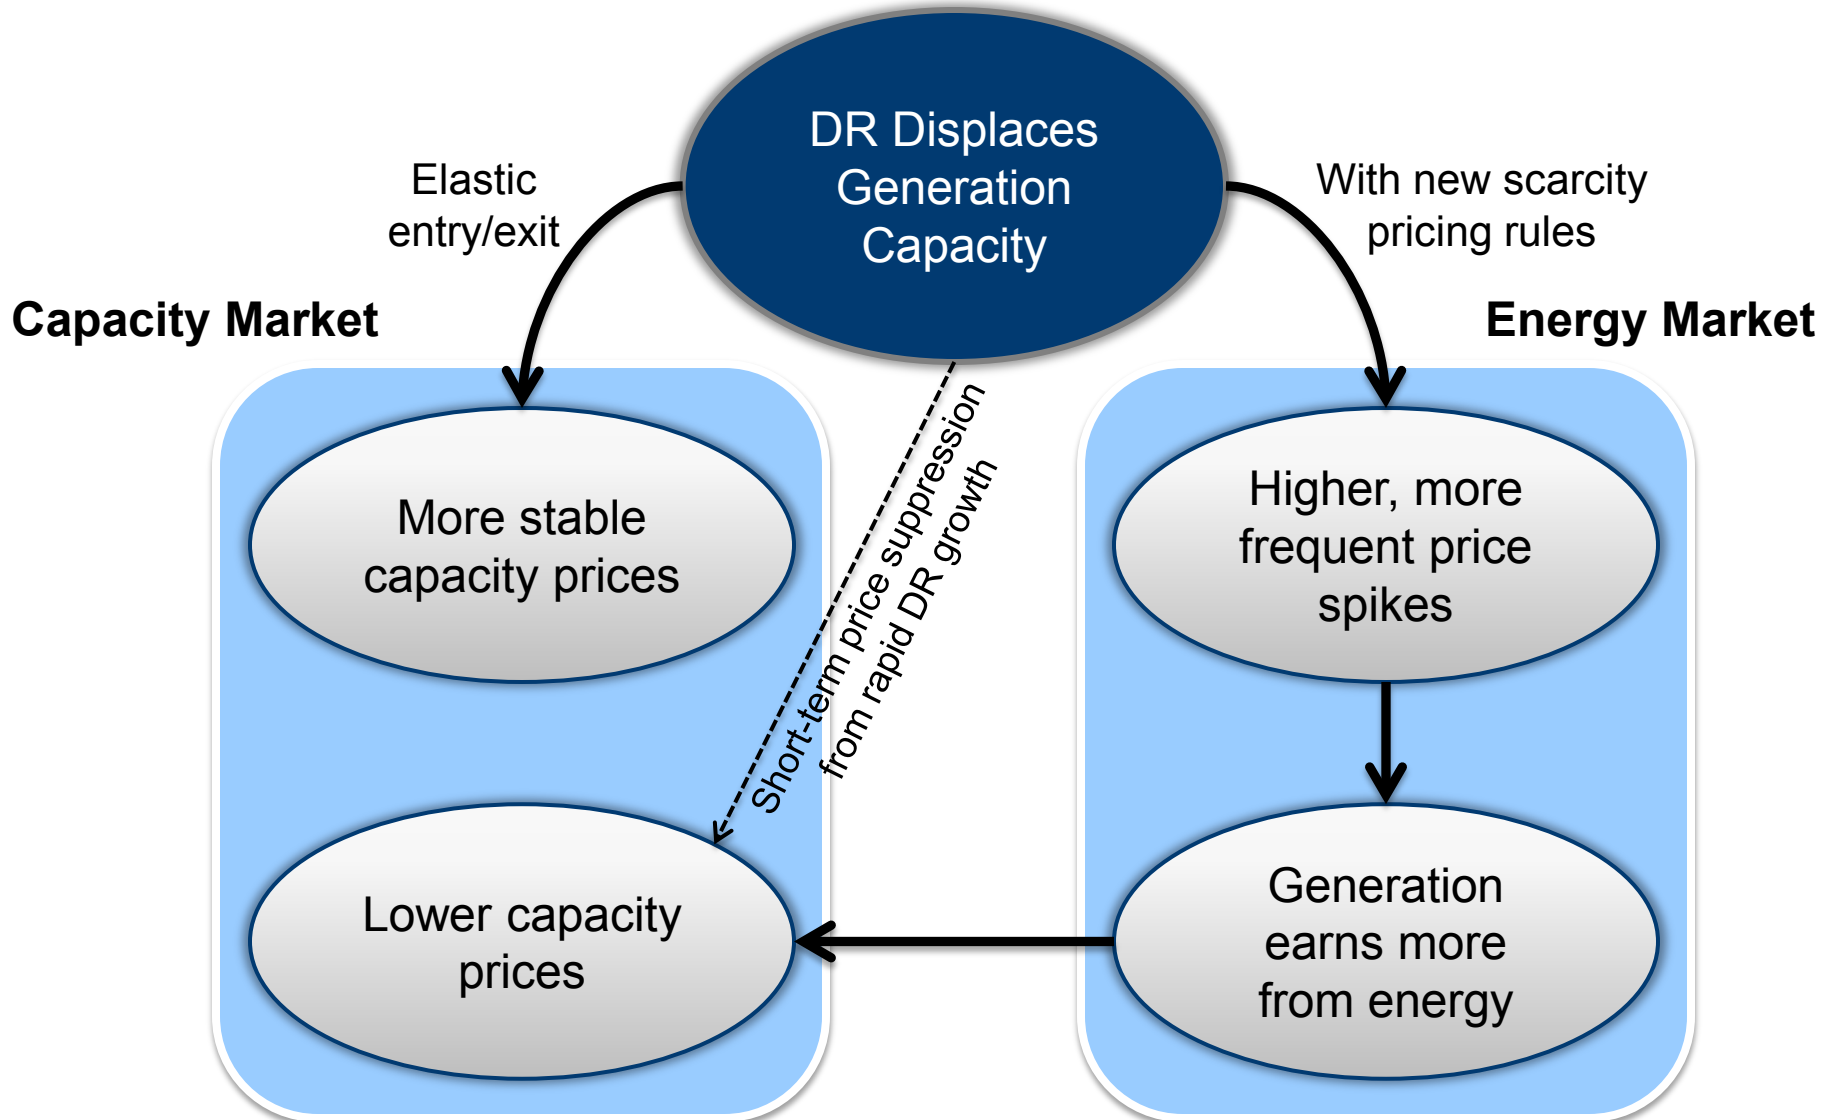 DR Displaces
Generation
Capacity
Elastic
entry/exit
With new scarcity
pricing rules
Capacity Market
Energy Market
More stable
capacity prices
Short-term price suppression
from rapid DR growth
Higher, more
frequent price
spikes
Lower capacity
prices
Generation
earns more
from energy